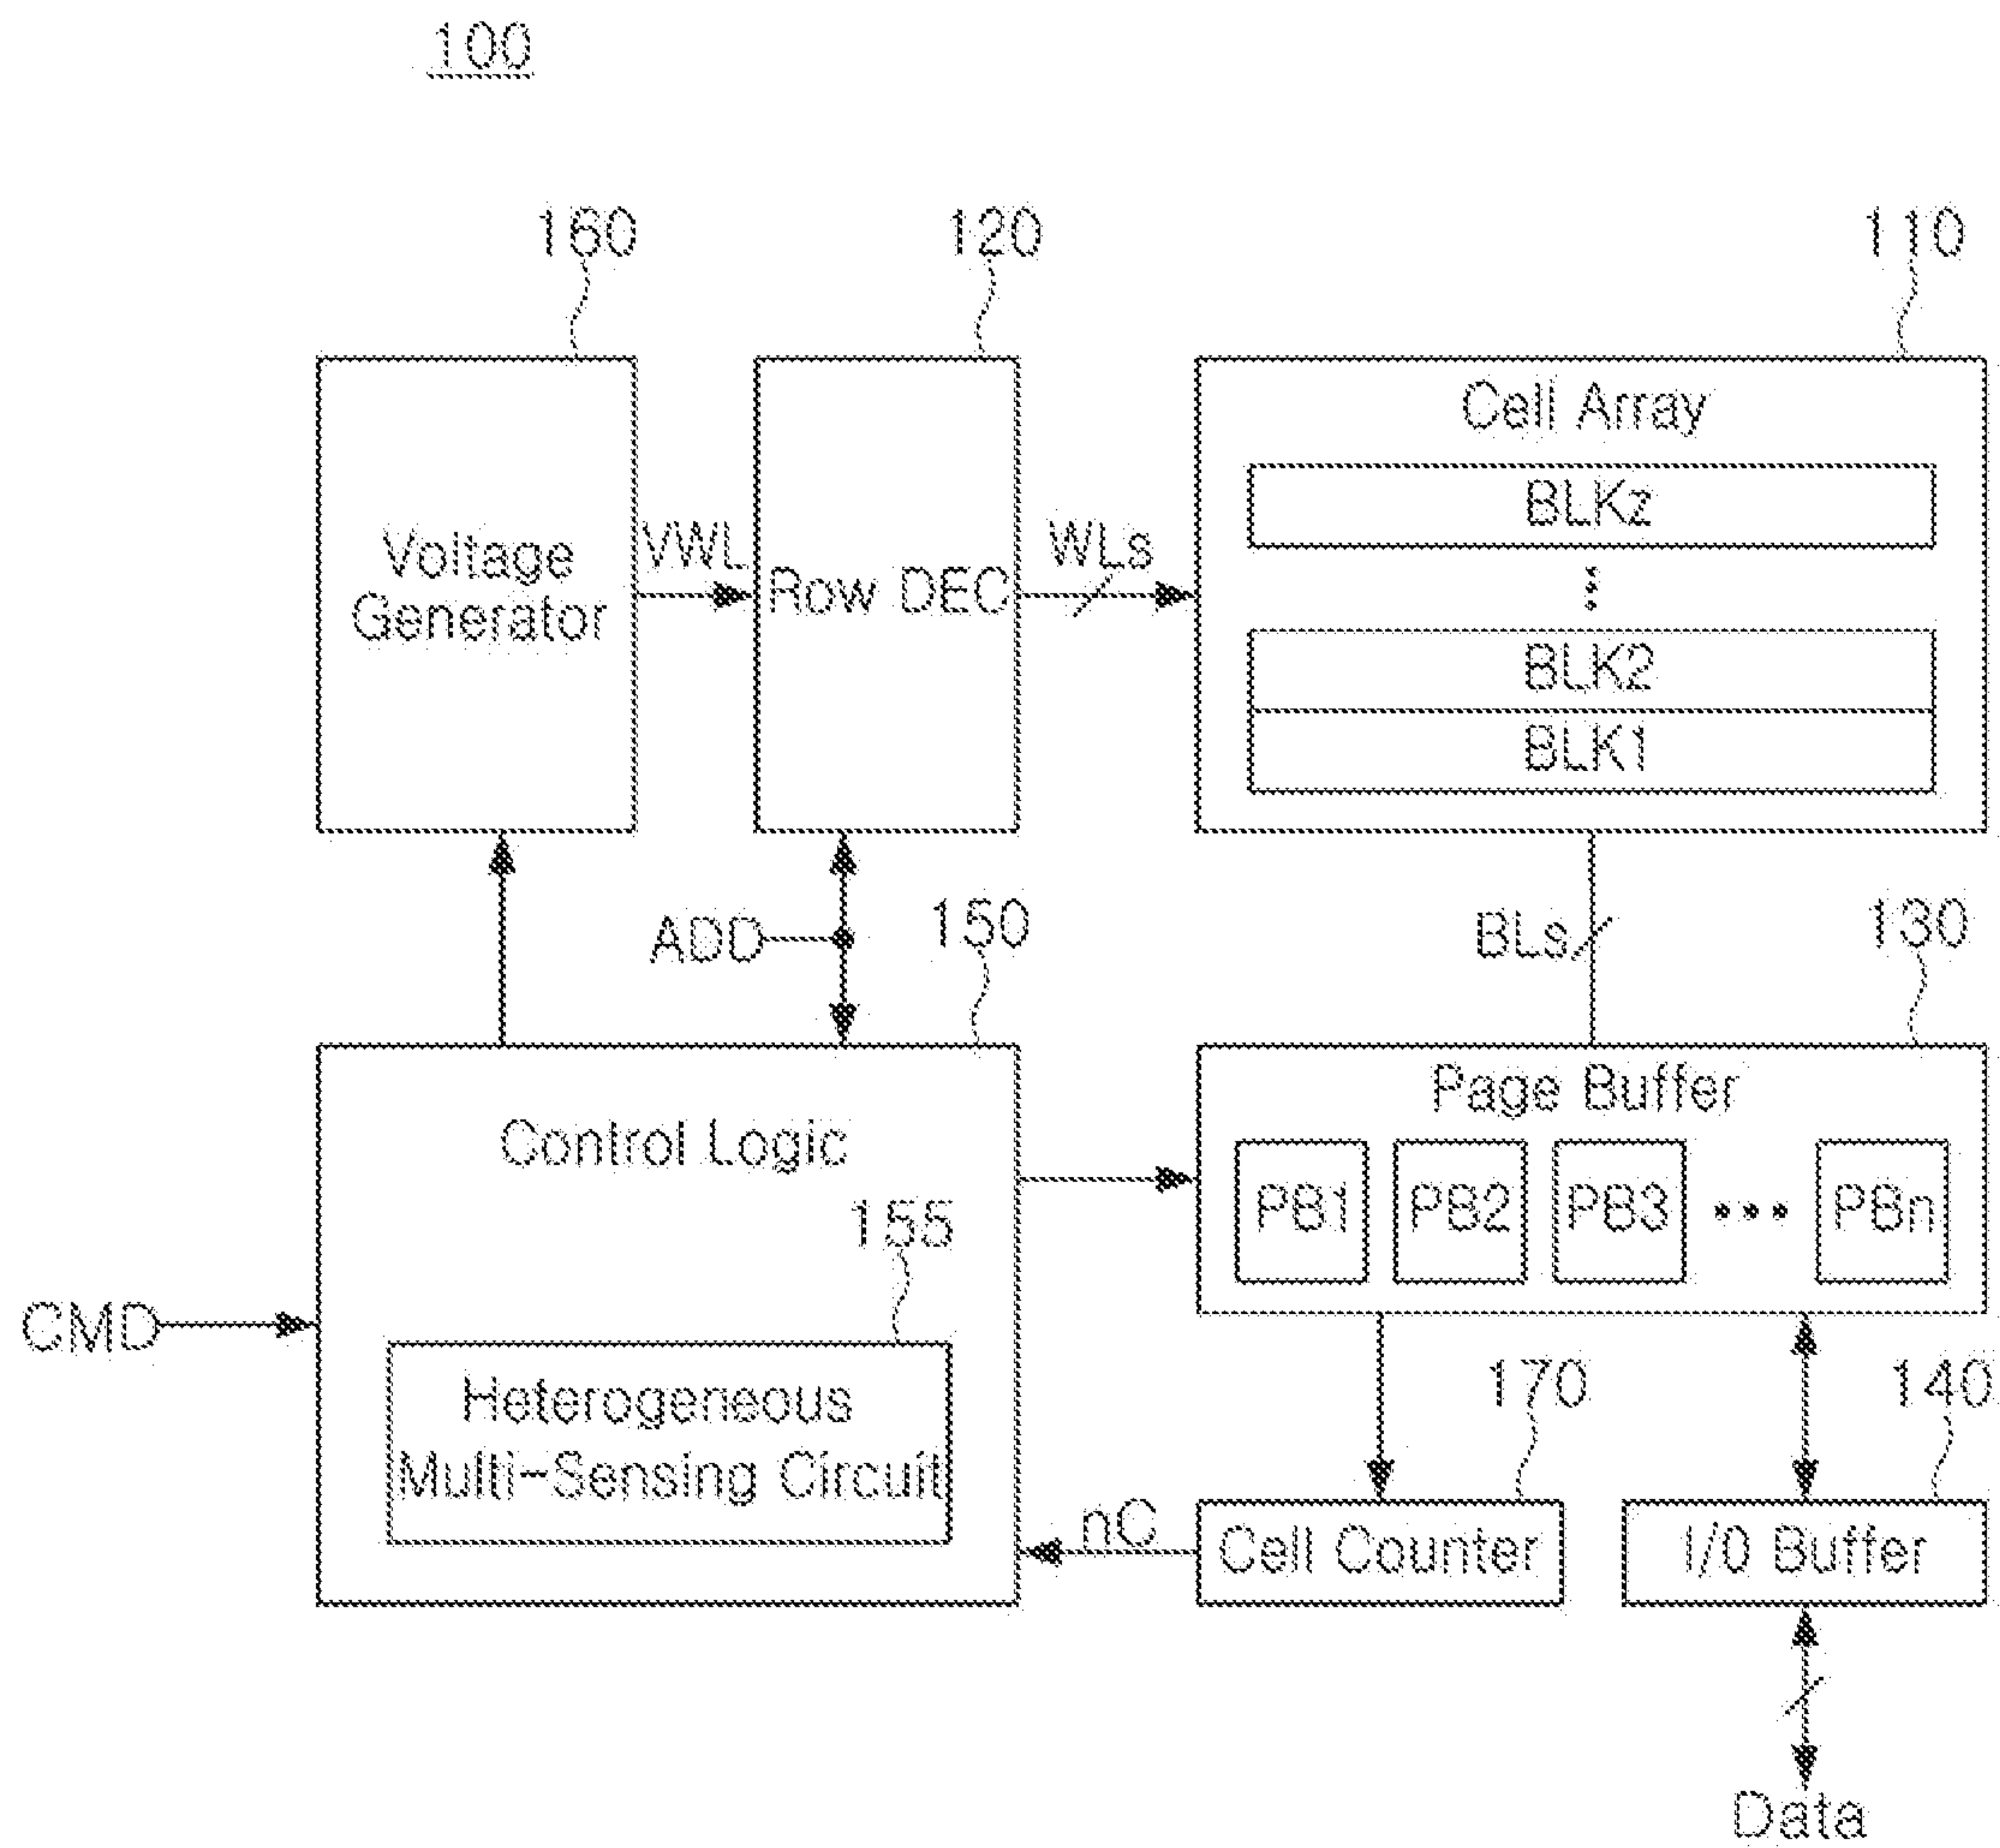 100
160
120
110
Cell Array
BLKz
Voltage
Generator
VWL
Row DEC
WLs
BLK2
BLK1
ADD
150
BLs
130
Control Logic
Page Buffer
PB1
PB2
PB3
PBn
155
CMD
Heterogeneous
Multi-Sensing Circuit
170
140
nC
Cell Counter
I/O Buffer
Data